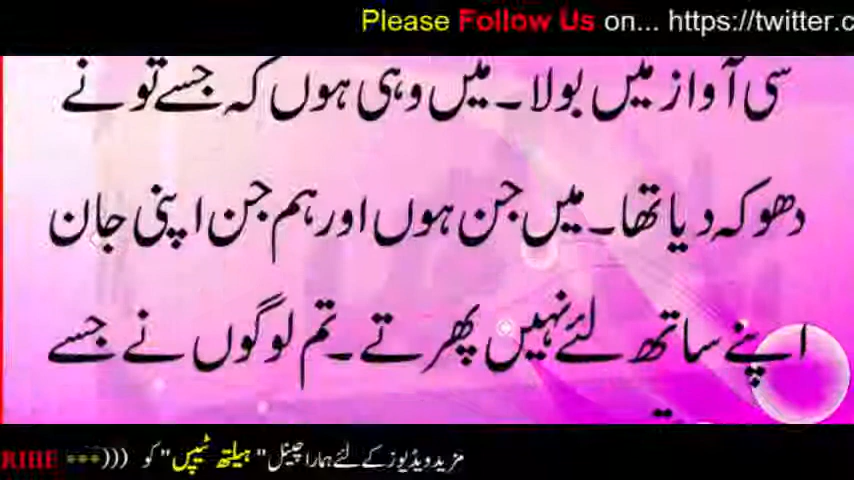 Please Follow Us on... https://twitter.c
سی آواز میں بولا۔ میں وہی ہوں کہ جسے تو نے
دھوکہ دیا تھا۔ میں جن ہوں اور ہم جن اپنی جان
اپنے ساتھ لئے نہیں پھرتے۔ تم لوگوں نے جسے
مزید ویڈیوز کے لئے ہمارا چینل "ہیلتھ ٹپس" کو ))) *** RIBE